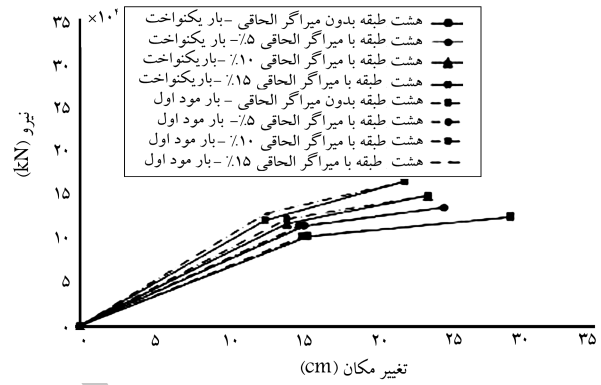 ×۱۰^۴
هشت طبقه بدون میراگر الحاقی – بار یکنواخت
هشت طبقه با میراگر الحاقی ۵٪- بار یکنواخت
هشت طبقه با میراگر الحاقی ۱۰٪ -باریکنواخت
هشت طبقه با میراگر الحاقی ۱۵٪ -باریکنواخت
هشت طبقه بدون میراگر الحاقی – بار مود اول
هشت طبقه با میراگر الحاقی ۵٪ - بار مود اول
هشت طبقه با میراگر الحاقی ۱۰٪ - بار مود اول
هشت طبقه با میراگر الحاقی ۱۵٪ - بار مود اول
۳۵
۳۰
۲۵
۲۰
۱۵
۱۰
۵
۰
نیرو (kN)
۰ ۵ ۱۰ ۱۵ ۲۰ ۲۵ ۳۰ ۳۵
تغییر مکان (cm)